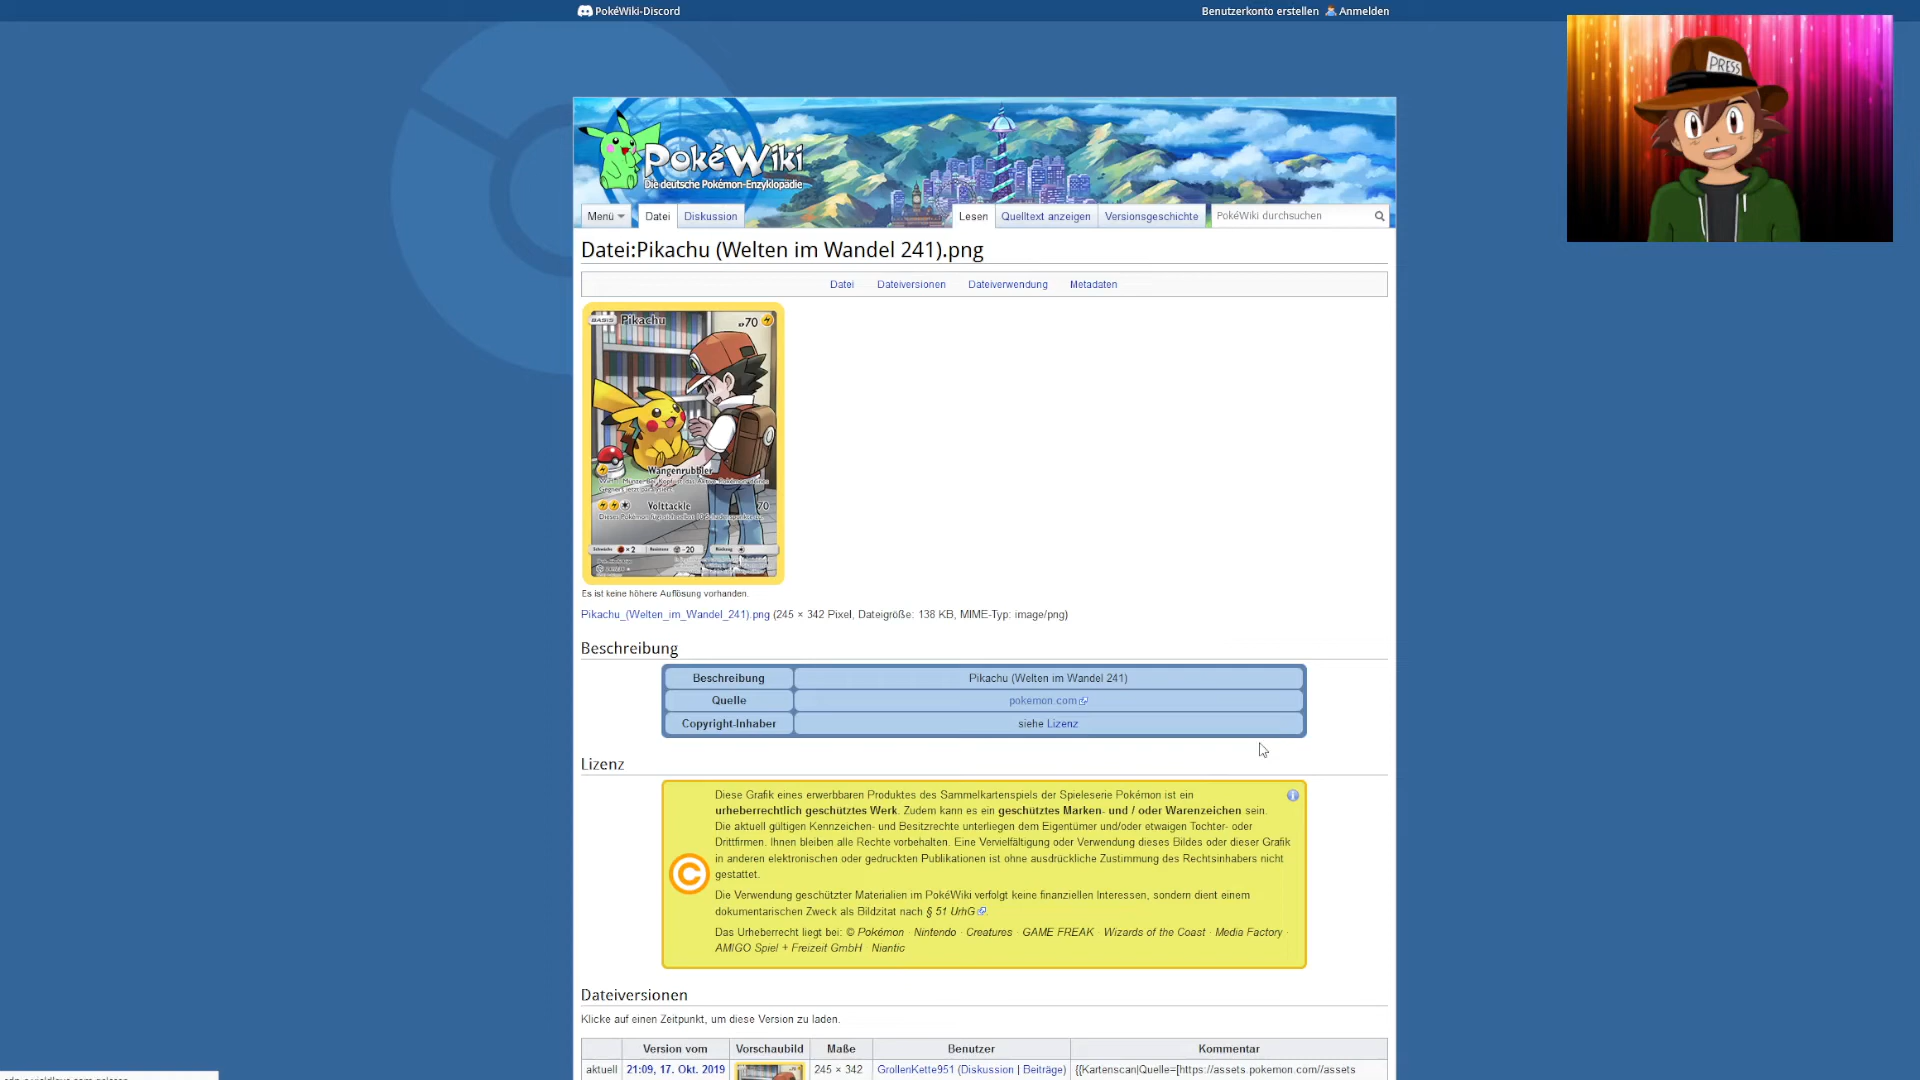 PokéWiki-Discord
Benutzerkonto erstellen Anmelden
PRESS
PokéWiki
Die deutsche Pokémon-Enzyklopädie
Menü Datei Diskussion Lesen Quelltext anzeigen Versionsgeschichte PokéWiki durchsuchen
Datei:Pikachu (Welten im Wandel 241).png
Datei Dateiversionen Dateiverwendung Metadaten
BASIS Pikachu KP 70
Wangenrubbler
Volttackle 70
Schwäche ×2 Resistenz -20 Rückzug
Es ist keine höhere Auflösung vorhanden.
Pikachu_(Welten_im_Wandel_241).png (245 × 342 Pixel, Dateigröße: 138 KB, MIME-Typ: image/png)
Beschreibung
Beschreibung Pikachu (Welten im Wandel 241)
Quelle pokemon.com
Copyright-Inhaber siehe Lizenz
Lizenz
Diese Grafik eines erwerbbaren Produktes des Sammelkartenspiels der Spieleserie Pokémon ist ein
urheberrechtlich geschütztes Werk. Zudem kann es ein geschütztes Marken- und / oder Warenzeichen sein.
Die aktuell gültigen Kennzeichen- und Besitzrechte unterliegen dem Eigentümer und/oder etwaigen Tochter- oder
Drittfirmen. Ihnen bleiben alle Rechte vorbehalten. Eine Vervielfältigung oder Verwendung dieses Bildes oder dieser Grafik
in anderen elektronischen oder gedruckten Publikationen ist ohne ausdrückliche Zustimmung des Rechtsinhabers nicht
gestattet.
Die Verwendung geschützter Materialien im PokéWiki verfolgt keine finanziellen Interessen, sondern dient einem
dokumentarischen Zweck als Bildzitat nach § 51 UrhG.
Das Urheberrecht liegt bei: © Pokémon · Nintendo · Creatures · GAME FREAK · Wizards of the Coast · Media Factory ·
AMIGO Spiel + Freizeit GmbH · Niantic
Dateiversionen
Klicke auf einen Zeitpunkt, um diese Version zu laden.
Version vom Vorschaubild Maße Benutzer Kommentar
aktuell 21:09, 17. Okt. 2019 245 × 342 GrollenKette951 (Diskussion | Beiträge) {{Kartenscan|Quelle=[https://assets.pokemon.com//assets